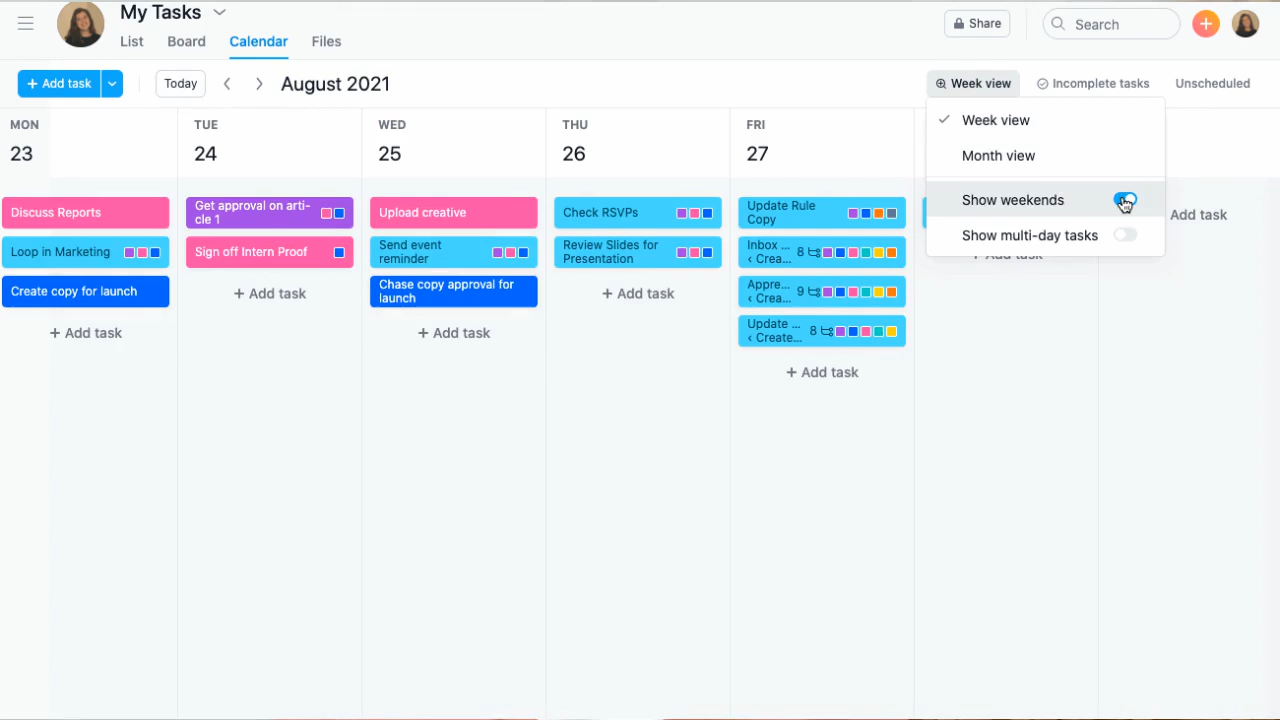 My Tasks
List Board Calendar Files
Share
Search
+ Add task
Today
August 2021
Week view
Incomplete tasks
Unscheduled
Week view
Month view
Show weekends
Show multi-day tasks
MON
23
Discuss Reports
Loop in Marketing
Create copy for launch
+ Add task
TUE
24
Get approval on arti-
cle 1
Sign off Intern Proof
+ Add task
WED
25
Upload creative
Send event
reminder
Chase copy approval for
launch
+ Add task
THU
26
Check RSVPs
Review Slides for
Presentation
+ Add task
FRI
27
Update Rule
Copy
Inbox ... 8
‹ Crea...
Appre... 9
‹ Crea...
Update ... 8
‹ Create...
+ Add task
+ Add task
Add task